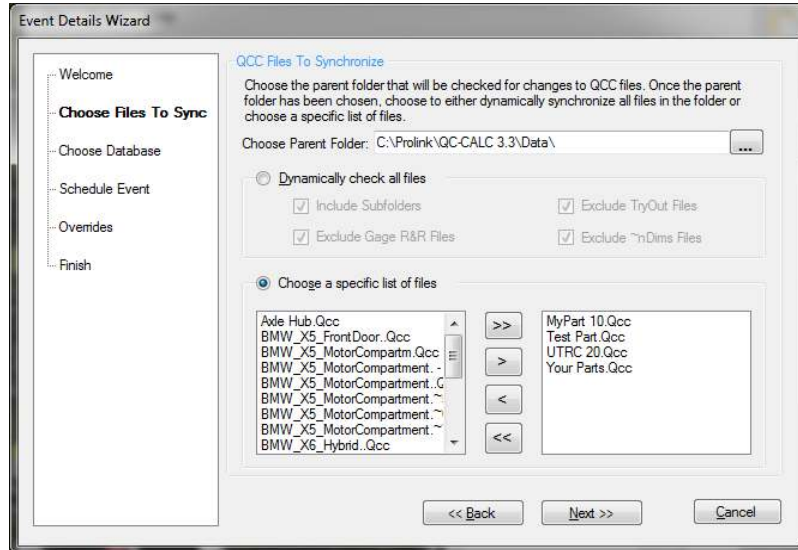 Event Details Wizard
Welcome
Choose Files To Sync
Choose Database
Schedule Event
Overrides
Finish
QCC Files To Synchronize
Choose the parent folder that will be checked for changes to QCC files. Once the parent
folder has been chosen, choose to either dynamically synchronize all files in the folder or
choose a specific list of files.
Choose Parent Folder: C:\Prolink\QC-CALC 3.3\Data\ ...
Dynamically check all files
Include Subfolders Exclude TryOut Files
Exclude Gage R&R Files Exclude ~nDims Files
Choose a specific list of files
Axle Hub.Qcc
BMW_X5_FrontDoor..Qcc
BMW_X5_MotorCompartm.Qcc
BMW_X5_MotorCompartment. -
BMW_X5_MotorCompartment..Q
BMW_X5_MotorCompartment.~
BMW_X5_MotorCompartment.~
BMW_X5_MotorCompartment.~
BMW_X6_Hybrid..Qcc
>>
>
<
<<
MyPart 10.Qcc
Test Part.Qcc
UTRC 20.Qcc
Your Parts.Qcc
<< Back Next >> Cancel